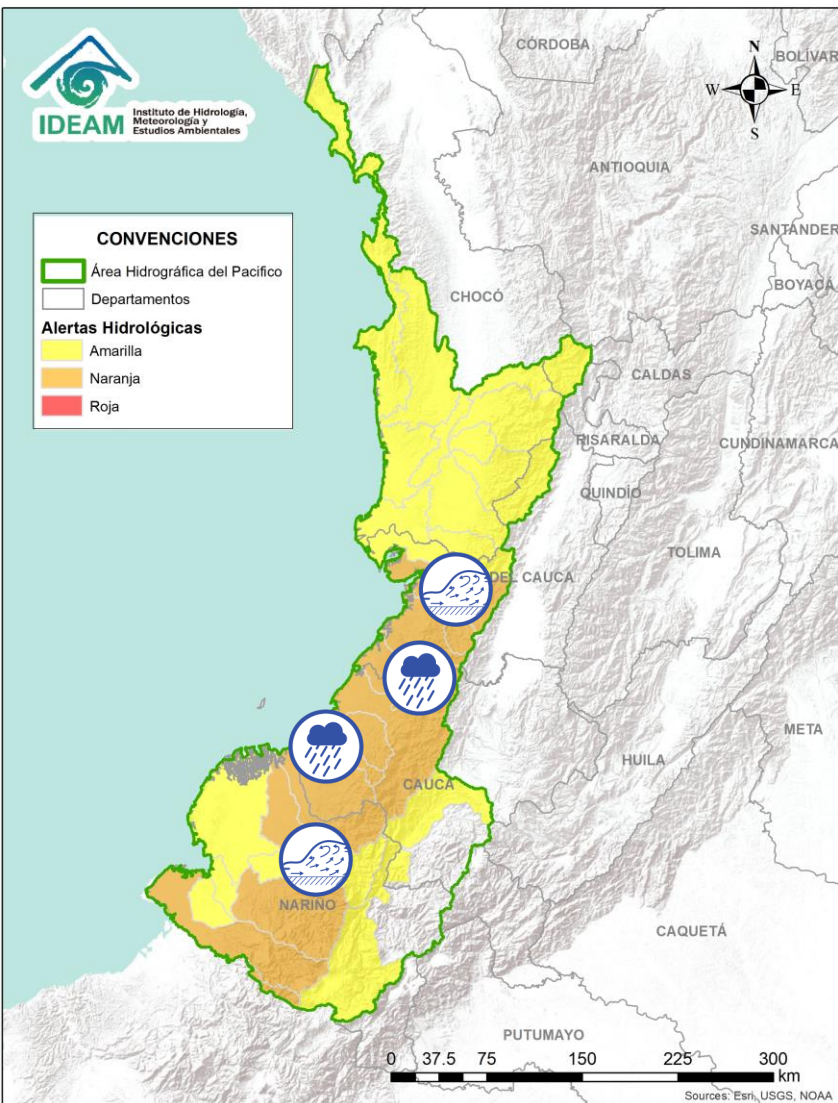 IDEAM
Instituto de Hidrología,
Meteorología y
Estudios Ambientales
CONVENCIONES
Área Hidrográfica del Pacifico
Departamentos
Alertas Hidrológicas
Amarilla
Naranja
Roja
N
W E
S
CÓRDOBA
BOLÍVAR
ANTIOQUIA
SANTANDER
BOYACÁ
CHOCÓ
CALDAS
RISARALDA
CUNDINAMARCA
QUINDÍO
TOLIMA
DEL CAUCA
META
HUILA
CAUCA
NARIÑO
CAQUETÁ
PUTUMAYO
0 37.5 75 150 225 300
km
Sources: Esri, USGS, NOAA